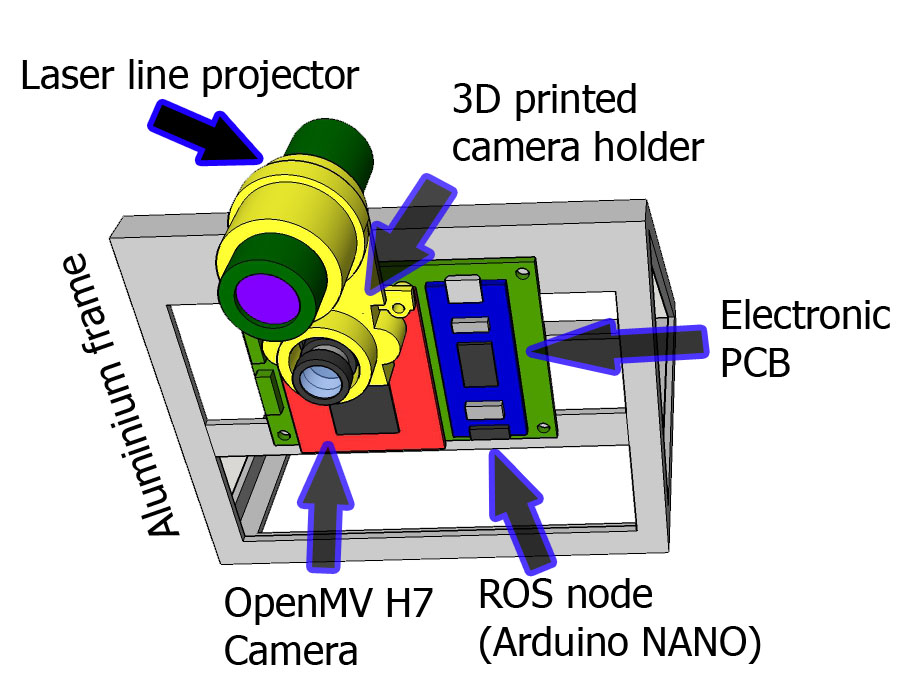 Laser line projector
3D printed
camera holder
Aluminium frame
Electronic
PCB
OpenMV H7
Camera
ROS node
(Arduino NANO)